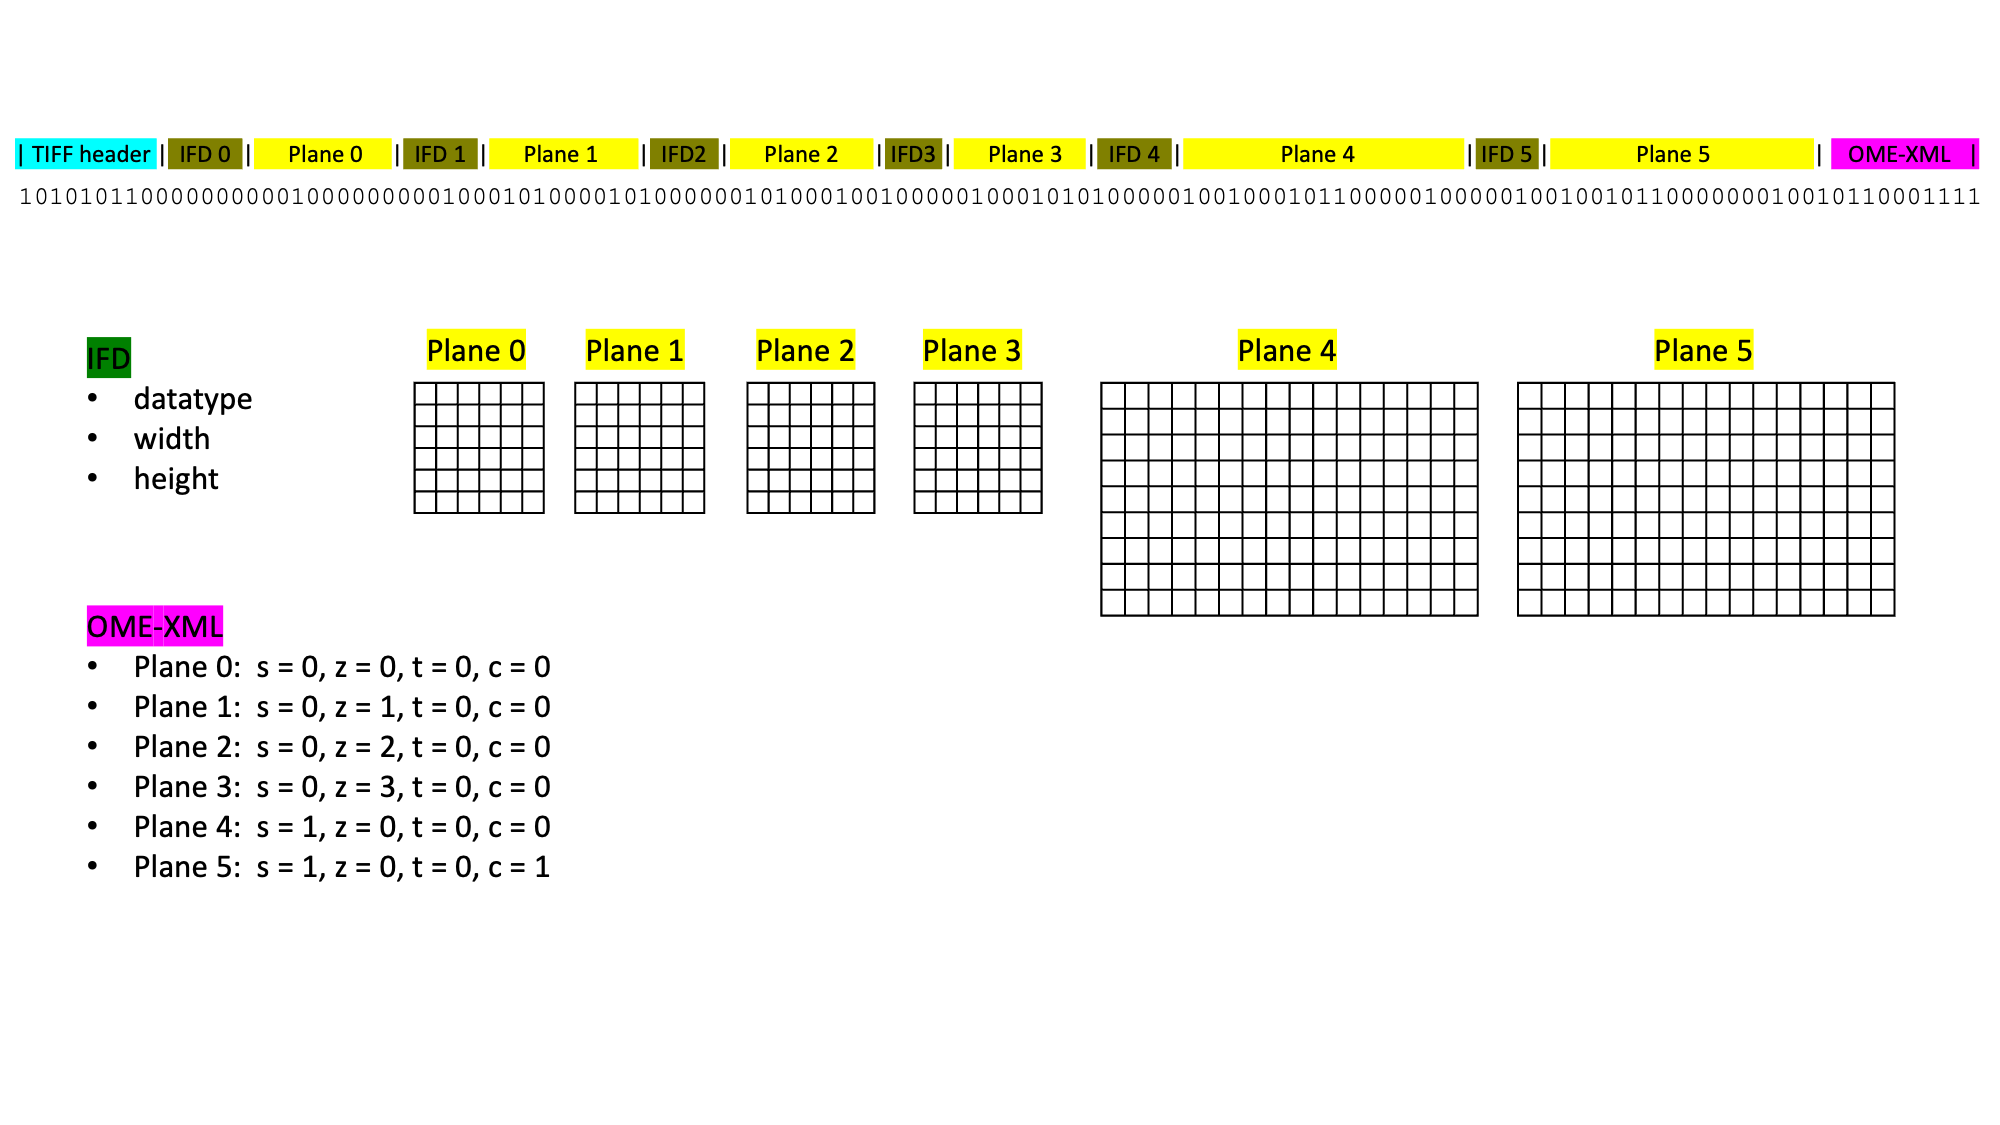 | TIFF header | IFD 0 | Plane 0 | IFD 1 | Plane 1 | IFD2 | Plane 2 | IFD3 | Plane 3 | IFD 4 | Plane 4 | IFD 5 | Plane 5 | OME-XML |
1010101100000000001000000000100010100001010000001010001001000001000101010000010010001011000001000001001001011000000010010110001111
IFD
• datatype
• width
• height
Plane 0
Plane 1
Plane 2
Plane 3
Plane 4
Plane 5
OME-XML
• Plane 0: s = 0, z = 0, t = 0, c = 0
• Plane 1: s = 0, z = 1, t = 0, c = 0
• Plane 2: s = 0, z = 2, t = 0, c = 0
• Plane 3: s = 0, z = 3, t = 0, c = 0
• Plane 4: s = 1, z = 0, t = 0, c = 0
• Plane 5: s = 1, z = 0, t = 0, c = 1